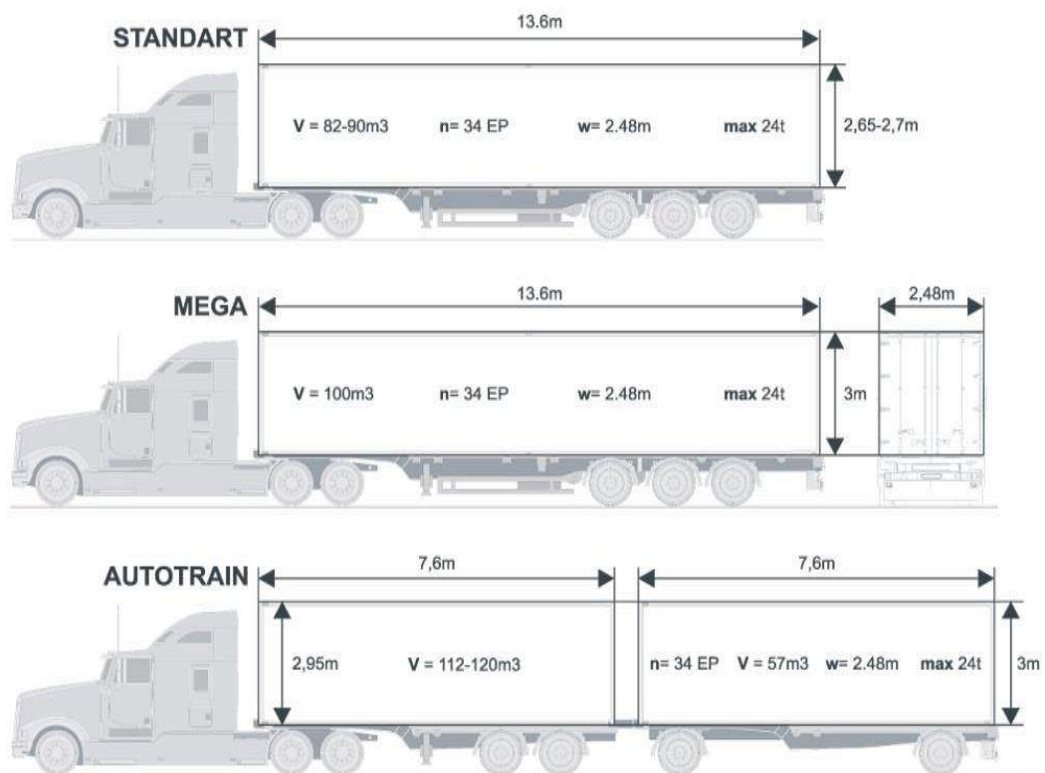 13.6m
STANDART
V = 82-90m3 n= 34 EP w= 2.48m max 24t
2,65-2,7m
13.6m
2,48m
MEGA
V = 100m3 n= 34 EP w= 2.48m max 24t
3m
7,6m
7,6m
AUTOTRAIN
2,95m
V = 112-120m3
n= 34 EP V = 57m3 w= 2.48m max 24t
3m